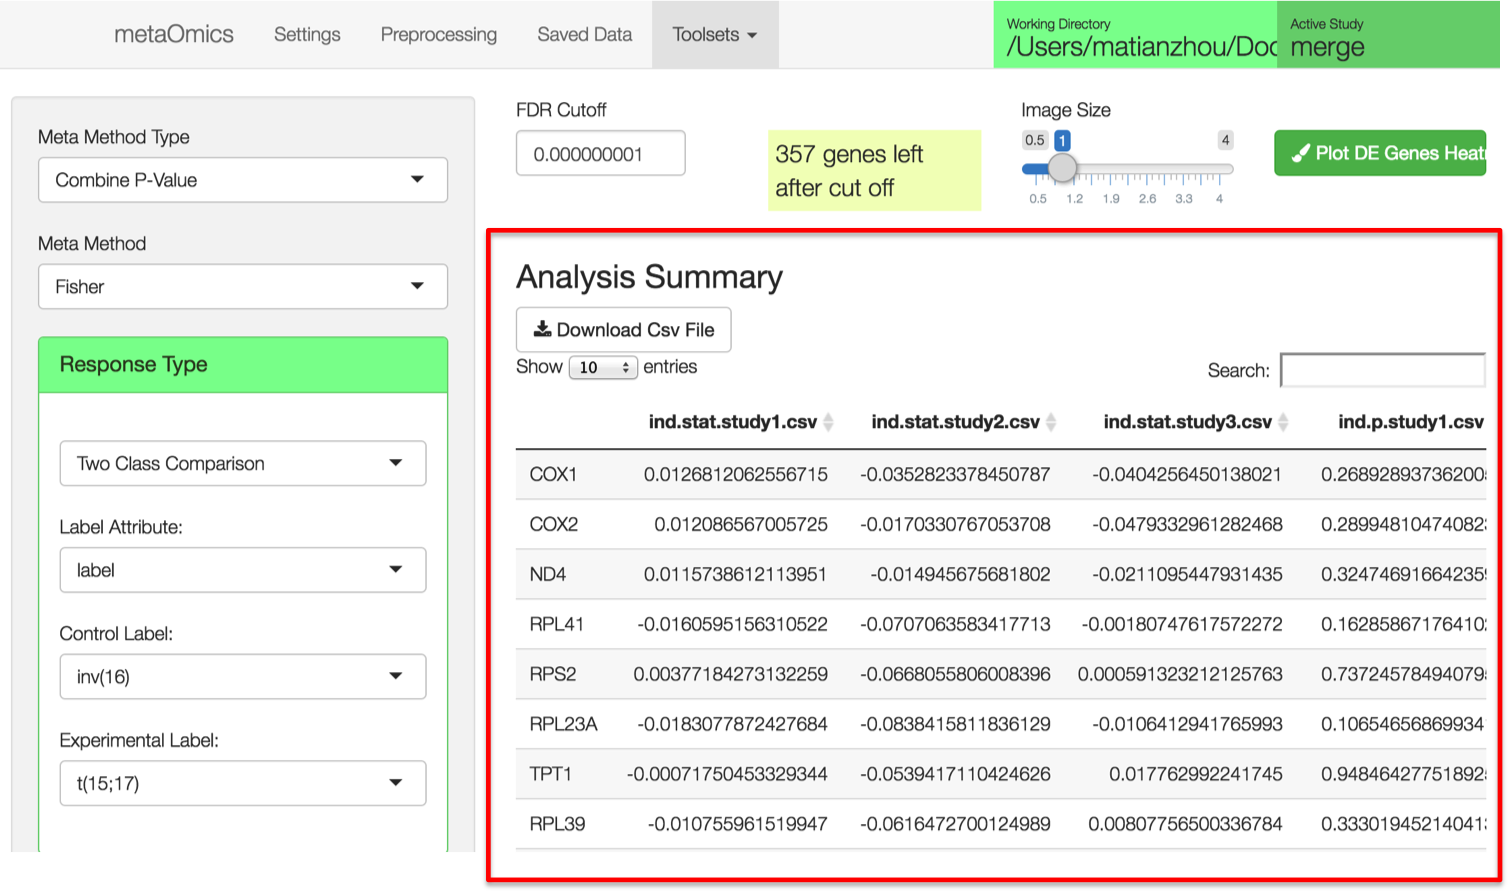 metaOmics Settings Preprocessing Saved Data Toolsets
Working Directory
/Users/matianzhou/Doc
Active Study
merge
Meta Method Type
Combine P-Value
Meta Method
Fisher
Response Type
Two Class Comparison
Label Attribute:
label
Control Label:
inv(16)
Experimental Label:
t(15;17)
FDR Cutoff
0.000000001
357 genes left
after cut off
Image Size
0.5 1 4
0.5 1.2 1.9 2.6 3.3 4
Plot DE Genes Heat
Analysis Summary
Download Csv File
Show 10 entries
Search:
ind.stat.study1.csv ind.stat.study2.csv ind.stat.study3.csv ind.p.study1.csv
COX1 0.0126812062556715 -0.0352823378450787 -0.0404256450138021 0.268928937362005
COX2 0.012086567005725 -0.0170330767053708 -0.0479332961282468 0.28994810474082
ND4 0.0115738612113951 -0.014945675681802 -0.0211095447931435 0.32474691664235
RPL41 -0.0160595156310522 -0.0707063583417713 -0.00180747617572272 0.16285867176410
RPS2 0.00377184273132259 -0.0668055806008396 0.000591323212125763 0.73724578494079
RPL23A -0.0183077872427684 -0.0838415811836129 -0.0106412941765993 0.10654656869934
TPT1 -0.00071750453329344 -0.0539417110424626 0.017762992241745 0.94846427751892
RPL39 -0.010755961519947 -0.0616472700124989 0.00807756500336784 0.33301945214041